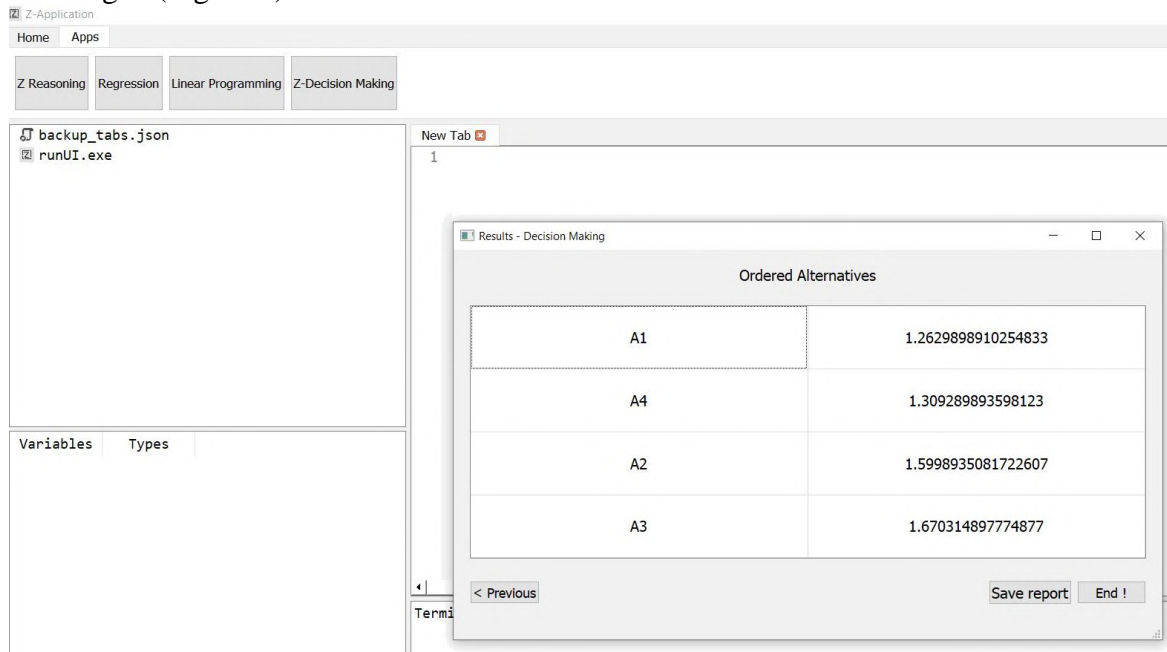 Z-Application
Home Apps
Z Reasoning Regression Linear Programming Z-Decision Making
backup_tabs.json
runUI.exe
New Tab
1
Results - Decision Making
Ordered Alternatives
A1 1.2629898910254833
A4 1.309289893598123
A2 1.5998935081722607
A3 1.670314897774877
< Previous
Save report
End !
Variables Types
Termi